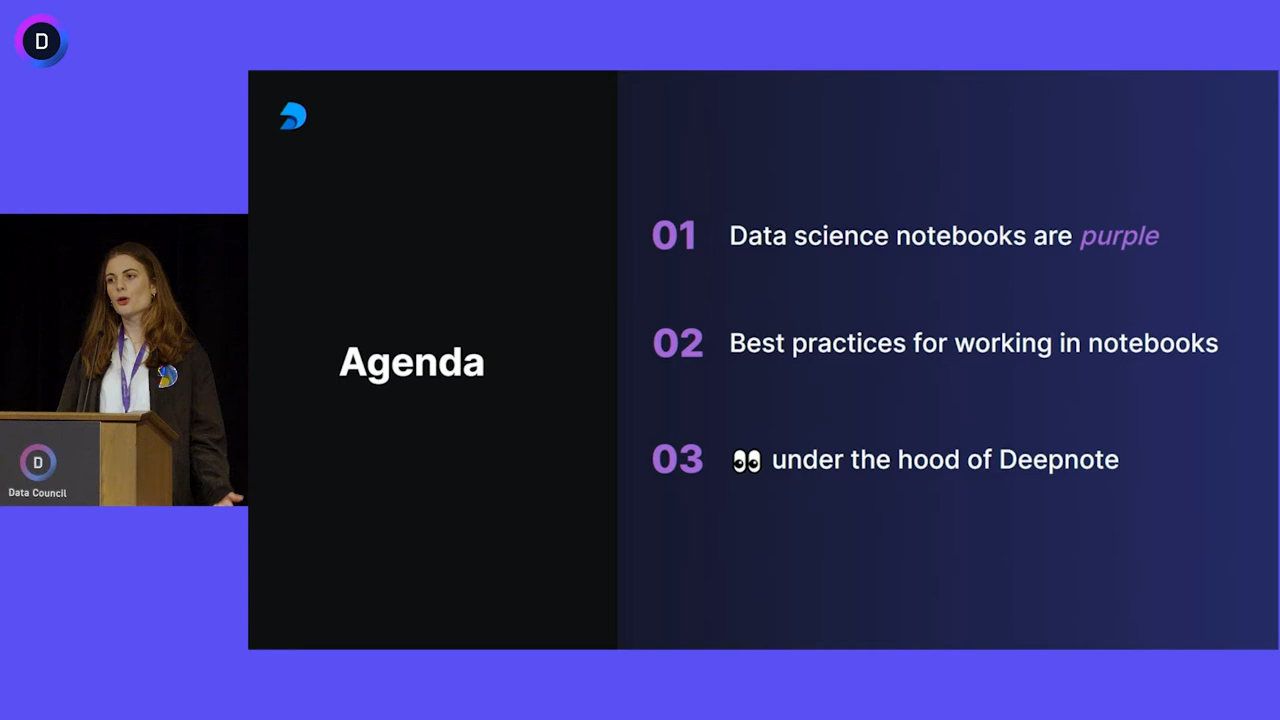 D
Agenda
01 Data science notebooks are purple
02 Best practices for working in notebooks
03 👀 under the hood of Deepnote
D
Data Council